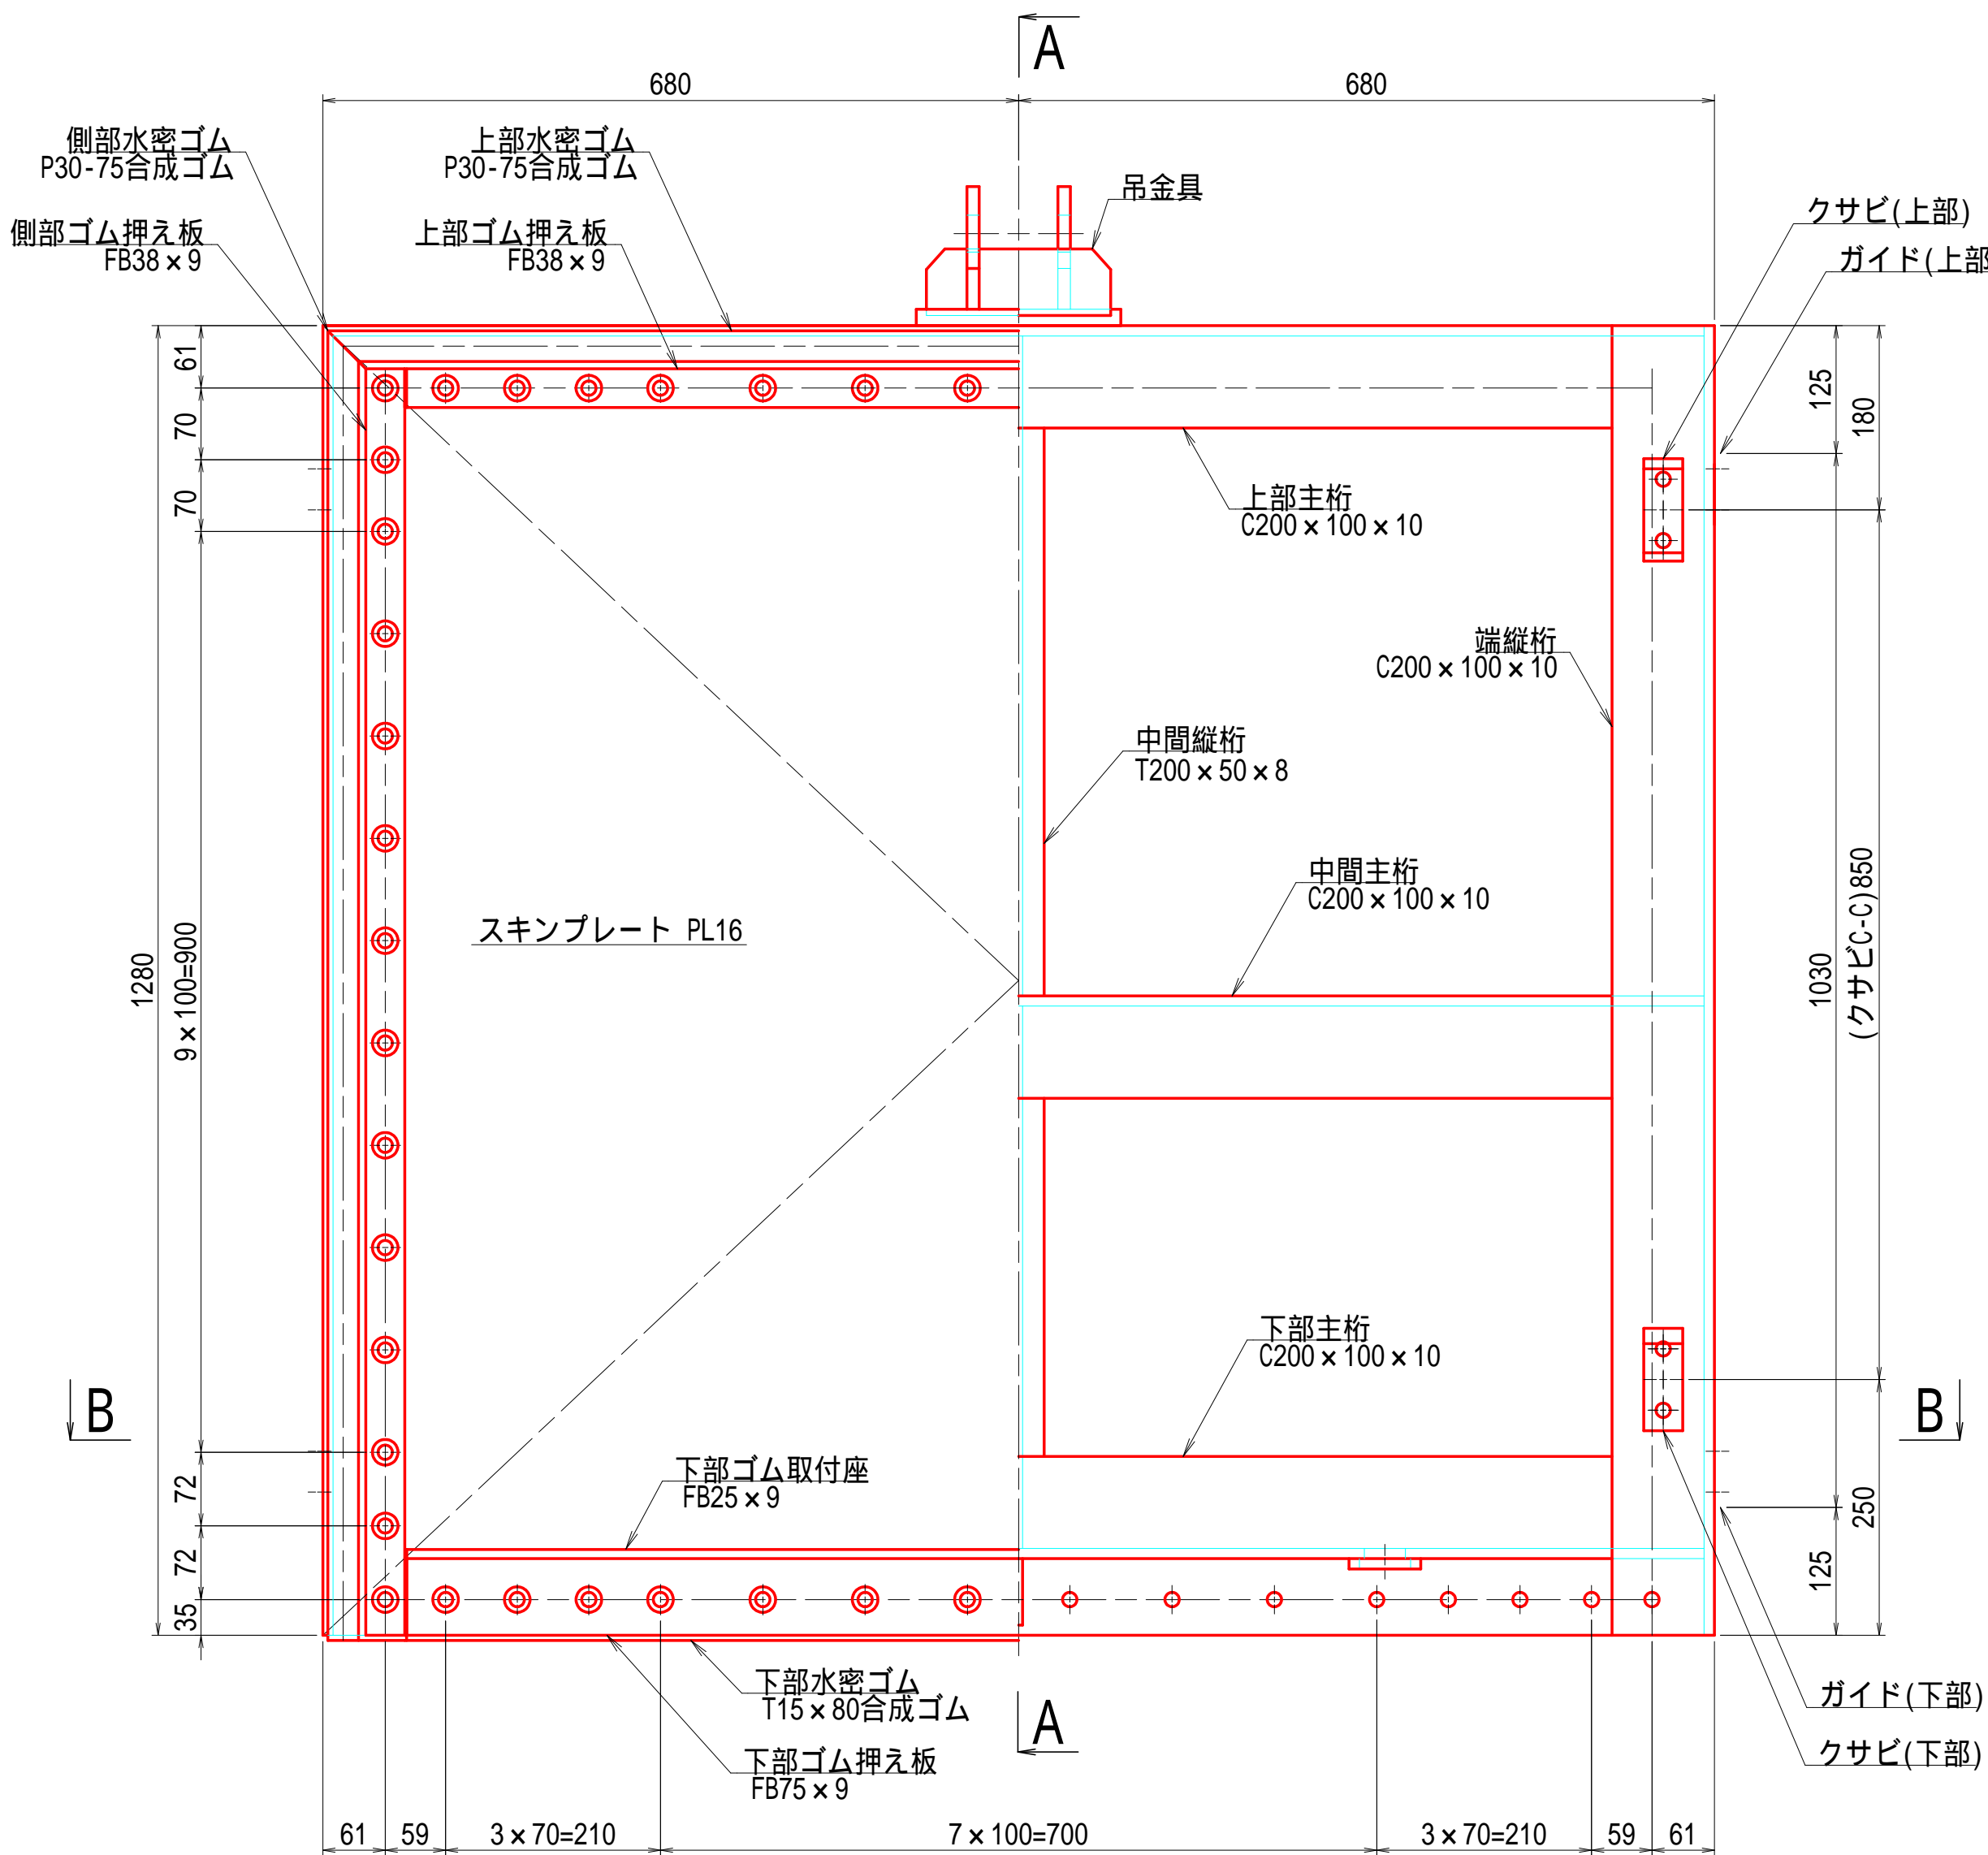 A
680
680
側部水密ゴム
P30-75合成ゴム
上部水密ゴム
P30-75合成ゴム
吊金具
クサビ(上部)
側部ゴム押え板
FB38×9
上部ゴム押え板
FB38×9
ガイド(上部
61
70
70
125
180
上部主桁
C200×100×10
端縦桁
C200×100×10
中間縦桁
T200×50×8
中間主桁
C200×100×10
スキンプレート PL16
1280
9×100=900
1030
(クサビC-C)850
下部主桁
C200×100×10
B
B
下部ゴム取付座
FB25×9
72
72
35
250
125
下部水密ゴム
T15×80合成ゴム
A
下部ゴム押え板
FB75×9
ガイド(下部)
クサビ(下部)
61
59
3×70=210
7×100=700
3×70=210
59
61